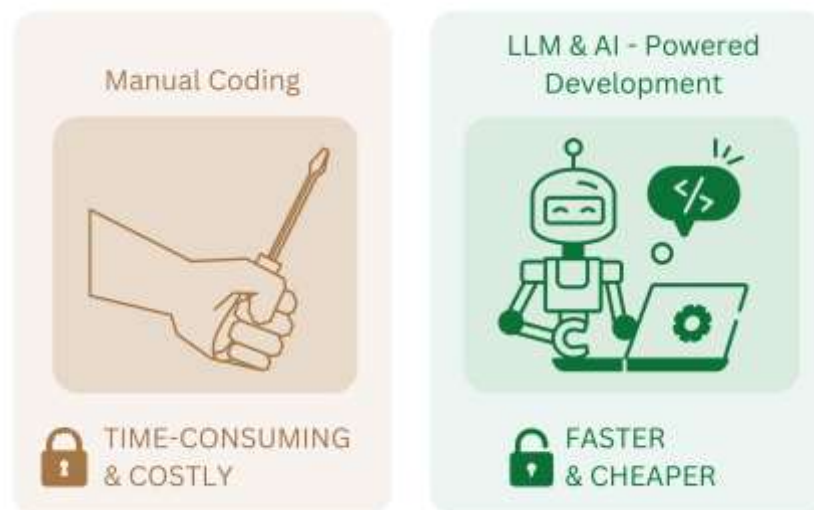 Manual Coding
TIME-CONSUMING
& COSTLY
LLM & AI - Powered
Development
</>
FASTER
& CHEAPER